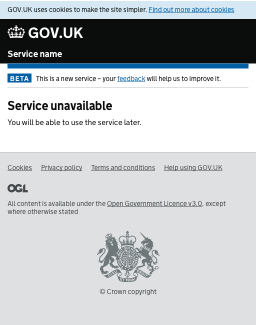 GOV.UK uses cookies to make the site simpler. Find out more about cookies
GOV.UK
Service name
BETA This is a new service – your feedback will help us to improve it.
Service unavailable
You will be able to use the service later.
Cookies Privacy policy Terms and conditions Help using GOV.UK
OGL
All content is available under the Open Government Licence v3.0, except
where otherwise stated
© Crown copyright